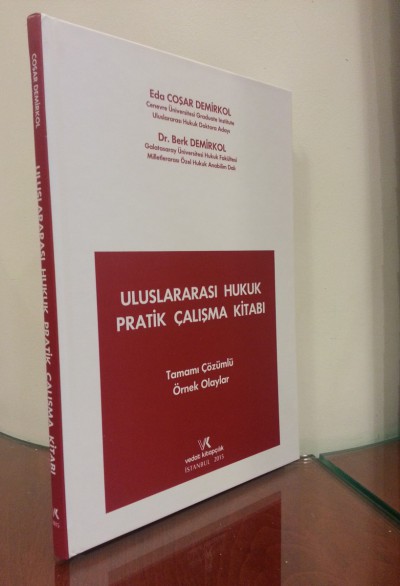 COŞAR DEMİRKOL
ULUSLARARASI HUKUK PRATİK ÇALIŞMA KİTABI
Eda COŞAR DEMİRKOL
Cenevre Üniversitesi Graduate Institute
Uluslararası Hukuk Doktora Adayı
Dr. Berk DEMİRKOL
Galatasaray Üniversitesi Hukuk Fakültesi
Milletlerarası Özel Hukuk Anabilim Dalı
ULUSLARARASI HUKUK
PRATİK ÇALIŞMA KİTABI
Tamamı Çözümlü
Örnek Olaylar
vedat kitapçılık
İSTANBUL 2015